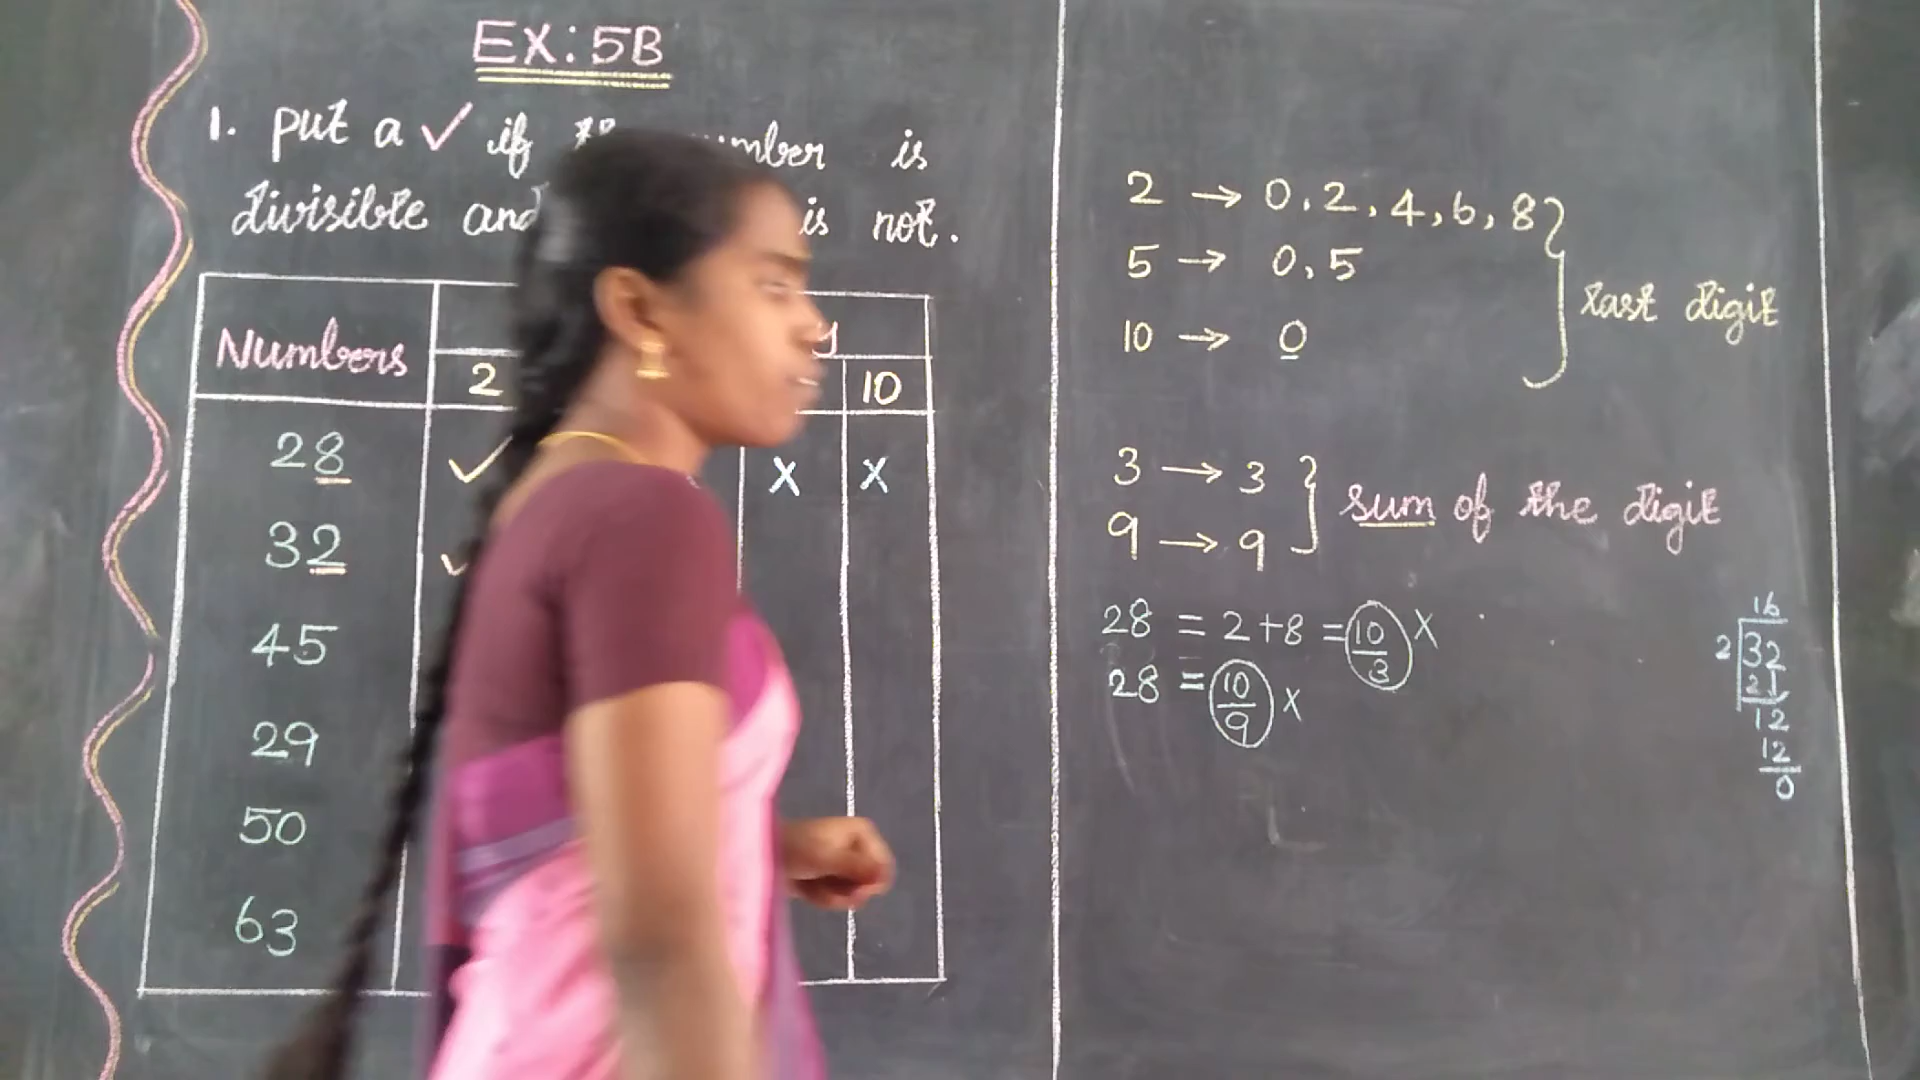 EX: 5B
1. put a ✓ if number is
divisible and is not.
Numbers
2 10
28 ✓ X X
32 ✓
45
29
50
63
2 → 0, 2, 4, 6, 8
5 → 0, 5
10 → 0
last digit
3 → 3
9 → 9
sum of the digit
28 = 2+8 = 10/3 X
28 = 10/9 X
16
2 32
2↓
12
12
0